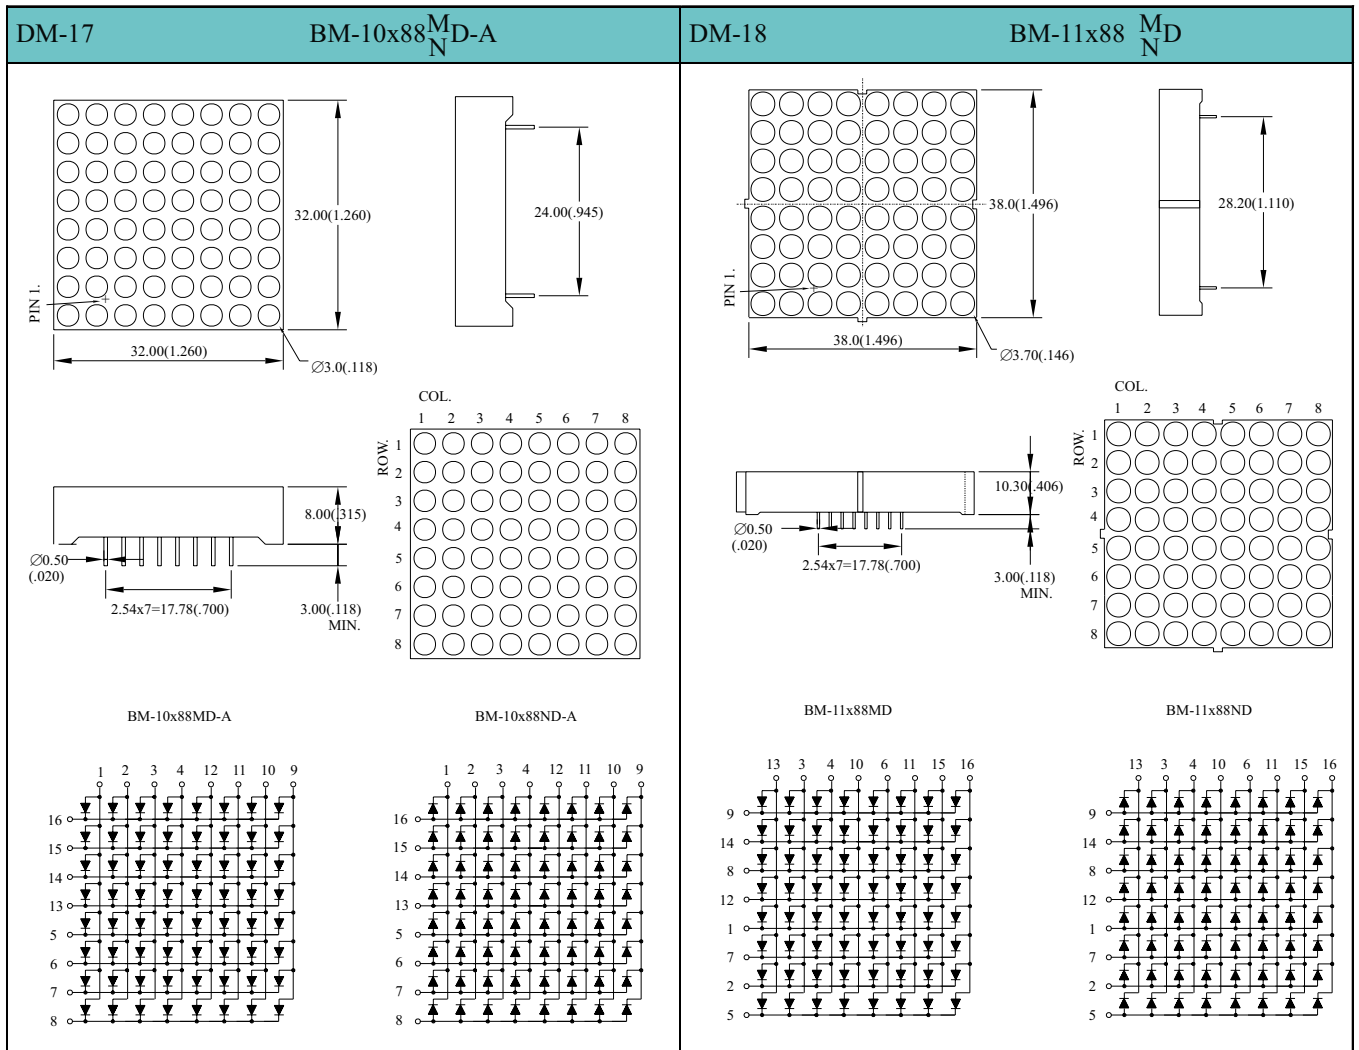 DM-17 BM-10x88 M/N D-A
32.00(1.260)
24.00(.945)
PIN 1.
32.00(1.260)
Ø3.0(.118)
COL.
1 2 3 4 5 6 7 8
ROW.
1
2
3
4
5
6
7
8
8.00(.315)
Ø0.50
(.020)
2.54x7=17.78(.700)
3.00(.118)
MIN.
BM-10x88MD-A
1 2 3 4 12 11 10 9
16
15
14
13
5
6
7
8
BM-10x88ND-A
1 2 3 4 12 11 10 9
16
15
14
13
5
6
7
8
DM-18 BM-11x88 M/N D
38.0(1.496)
28.20(1.110)
PIN 1.
38.0(1.496)
Ø3.70(.146)
COL.
1 2 3 4 5 6 7 8
ROW.
1
2
3
4
5
6
7
8
10.30(.406)
Ø0.50
(.020)
2.54x7=17.78(.700)
3.00(.118)
MIN.
BM-11x88MD
13 3 4 10 6 11 15 16
9
14
8
12
1
7
2
5
BM-11x88ND
13 3 4 10 6 11 15 16
9
14
8
12
1
7
2
5